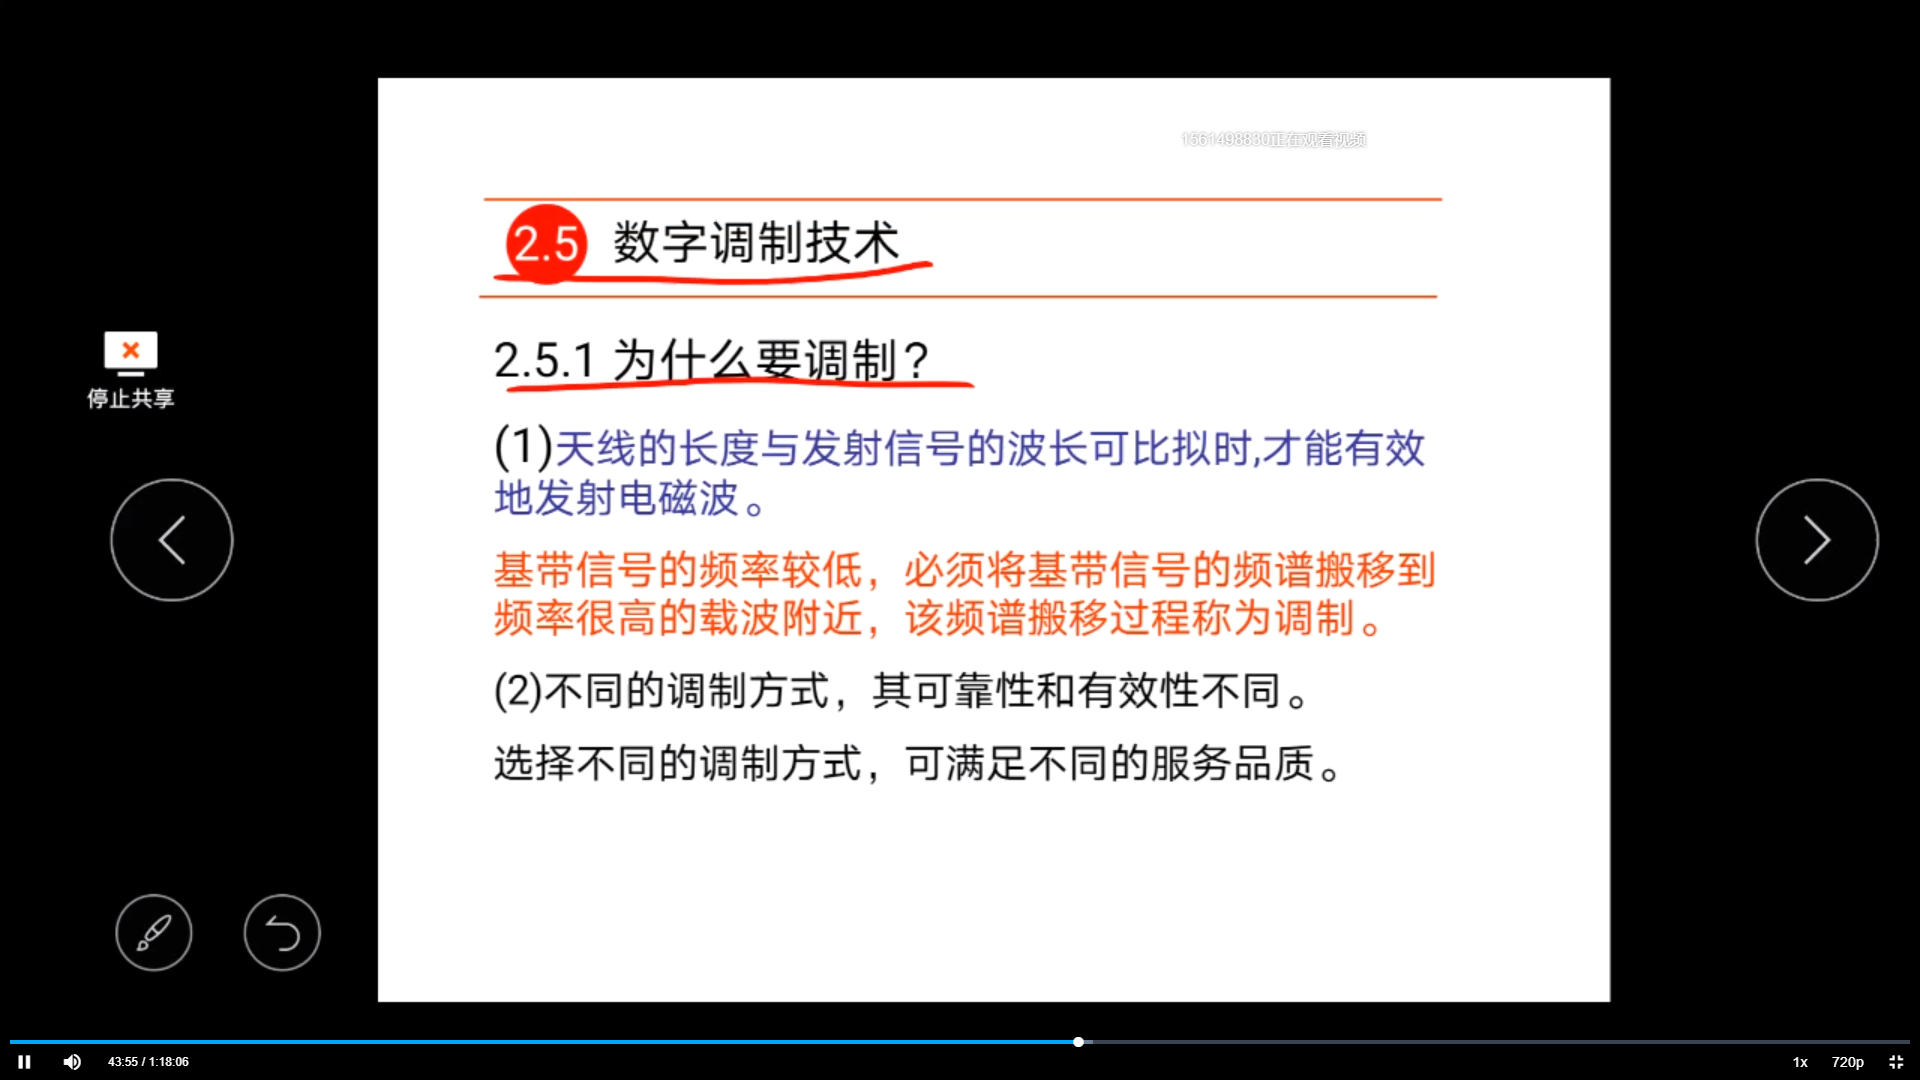 1561498830正在观看视频
2.5 数字调制技术
2.5.1 为什么要调制?
(1)天线的长度与发射信号的波长可比拟时,才能有效
地发射电磁波。
基带信号的频率较低，必须将基带信号的频谱搬移到
频率很高的载波附近，该频谱搬移过程称为调制。
(2)不同的调制方式，其可靠性和有效性不同。
选择不同的调制方式，可满足不同的服务品质。
停止共享
43:55 / 1:18:06
1x
720p